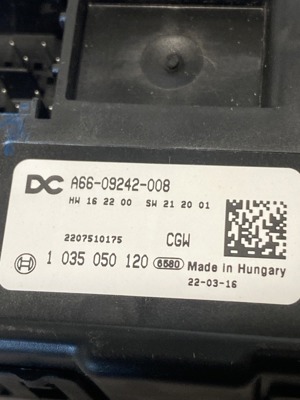 DC A66-09242-008
HW 16 22 00 SW 21 20 01
2207510175 CGW
1 035 050 120 6580 Made in Hungary
22-03-16